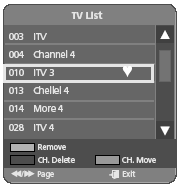 TV List
003 ITV
004 Channel 4
010 ITV 3
013 Chellel 4
014 More 4
028 ITV 4
Remove
CH. Delete CH. Move
Page Exit